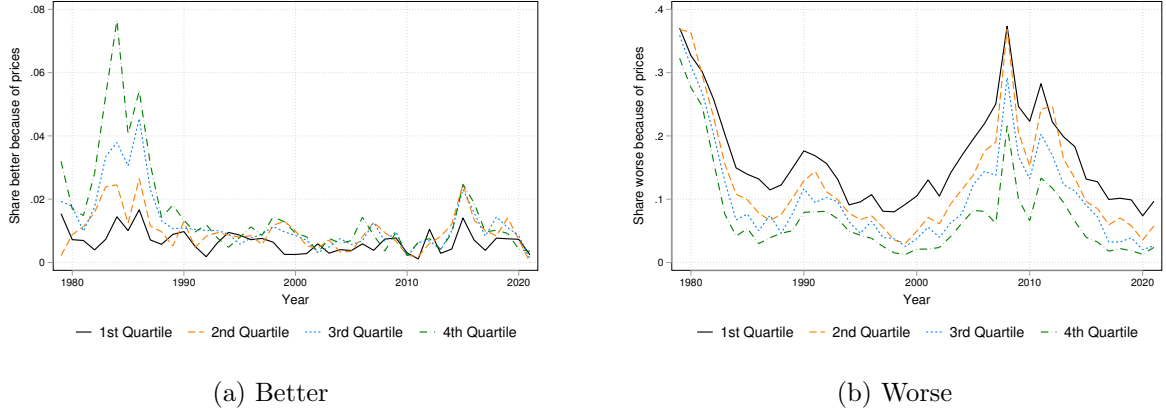 Share better because of prices
.08
.06
.04
.02
0
1980 1990 2000 2010 2020
Year
1st Quartile 2nd Quartile 3rd Quartile 4th Quartile
(a) Better
Share worse because of prices
.4
.3
.2
.1
0
1980 1990 2000 2010 2020
Year
1st Quartile 2nd Quartile 3rd Quartile 4th Quartile
(b) Worse